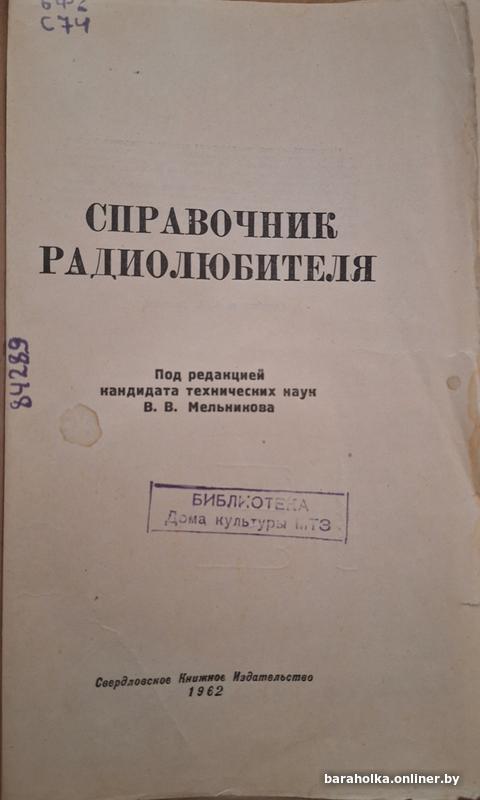 6Ф2
С74
СПРАВОЧНИК
РАДИОЛЮБИТЕЛЯ
84289
Под редакцией
кандидата технических наук
В. В. Мельникова
БИБЛИОТЕКА
Дома культуры МТЗ
Свердловское Книжное Издательство
1962
baraholka.onliner.by